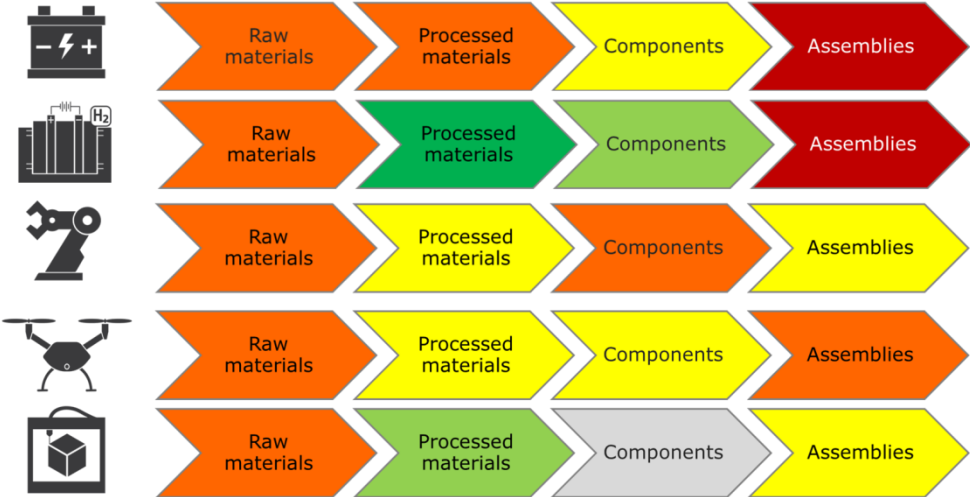 Raw
materials
Processed
materials
Components
Assemblies
H2
Raw
materials
Processed
materials
Components
Assemblies
Raw
materials
Processed
materials
Components
Assemblies
Raw
materials
Processed
materials
Components
Assemblies
Raw
materials
Processed
materials
Components
Assemblies